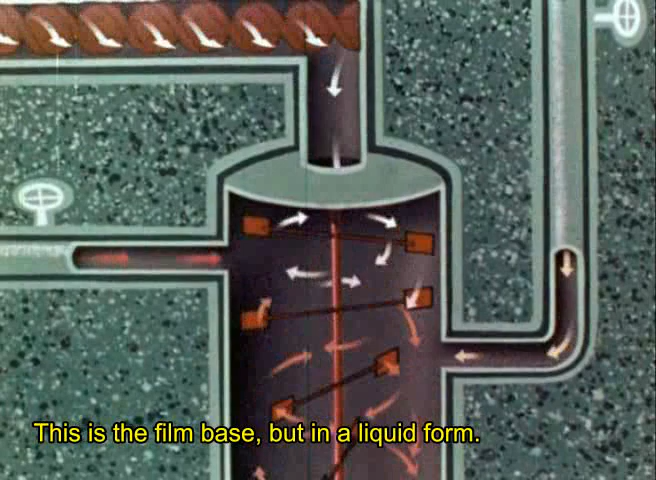 This is the film base, but in a liquid form.